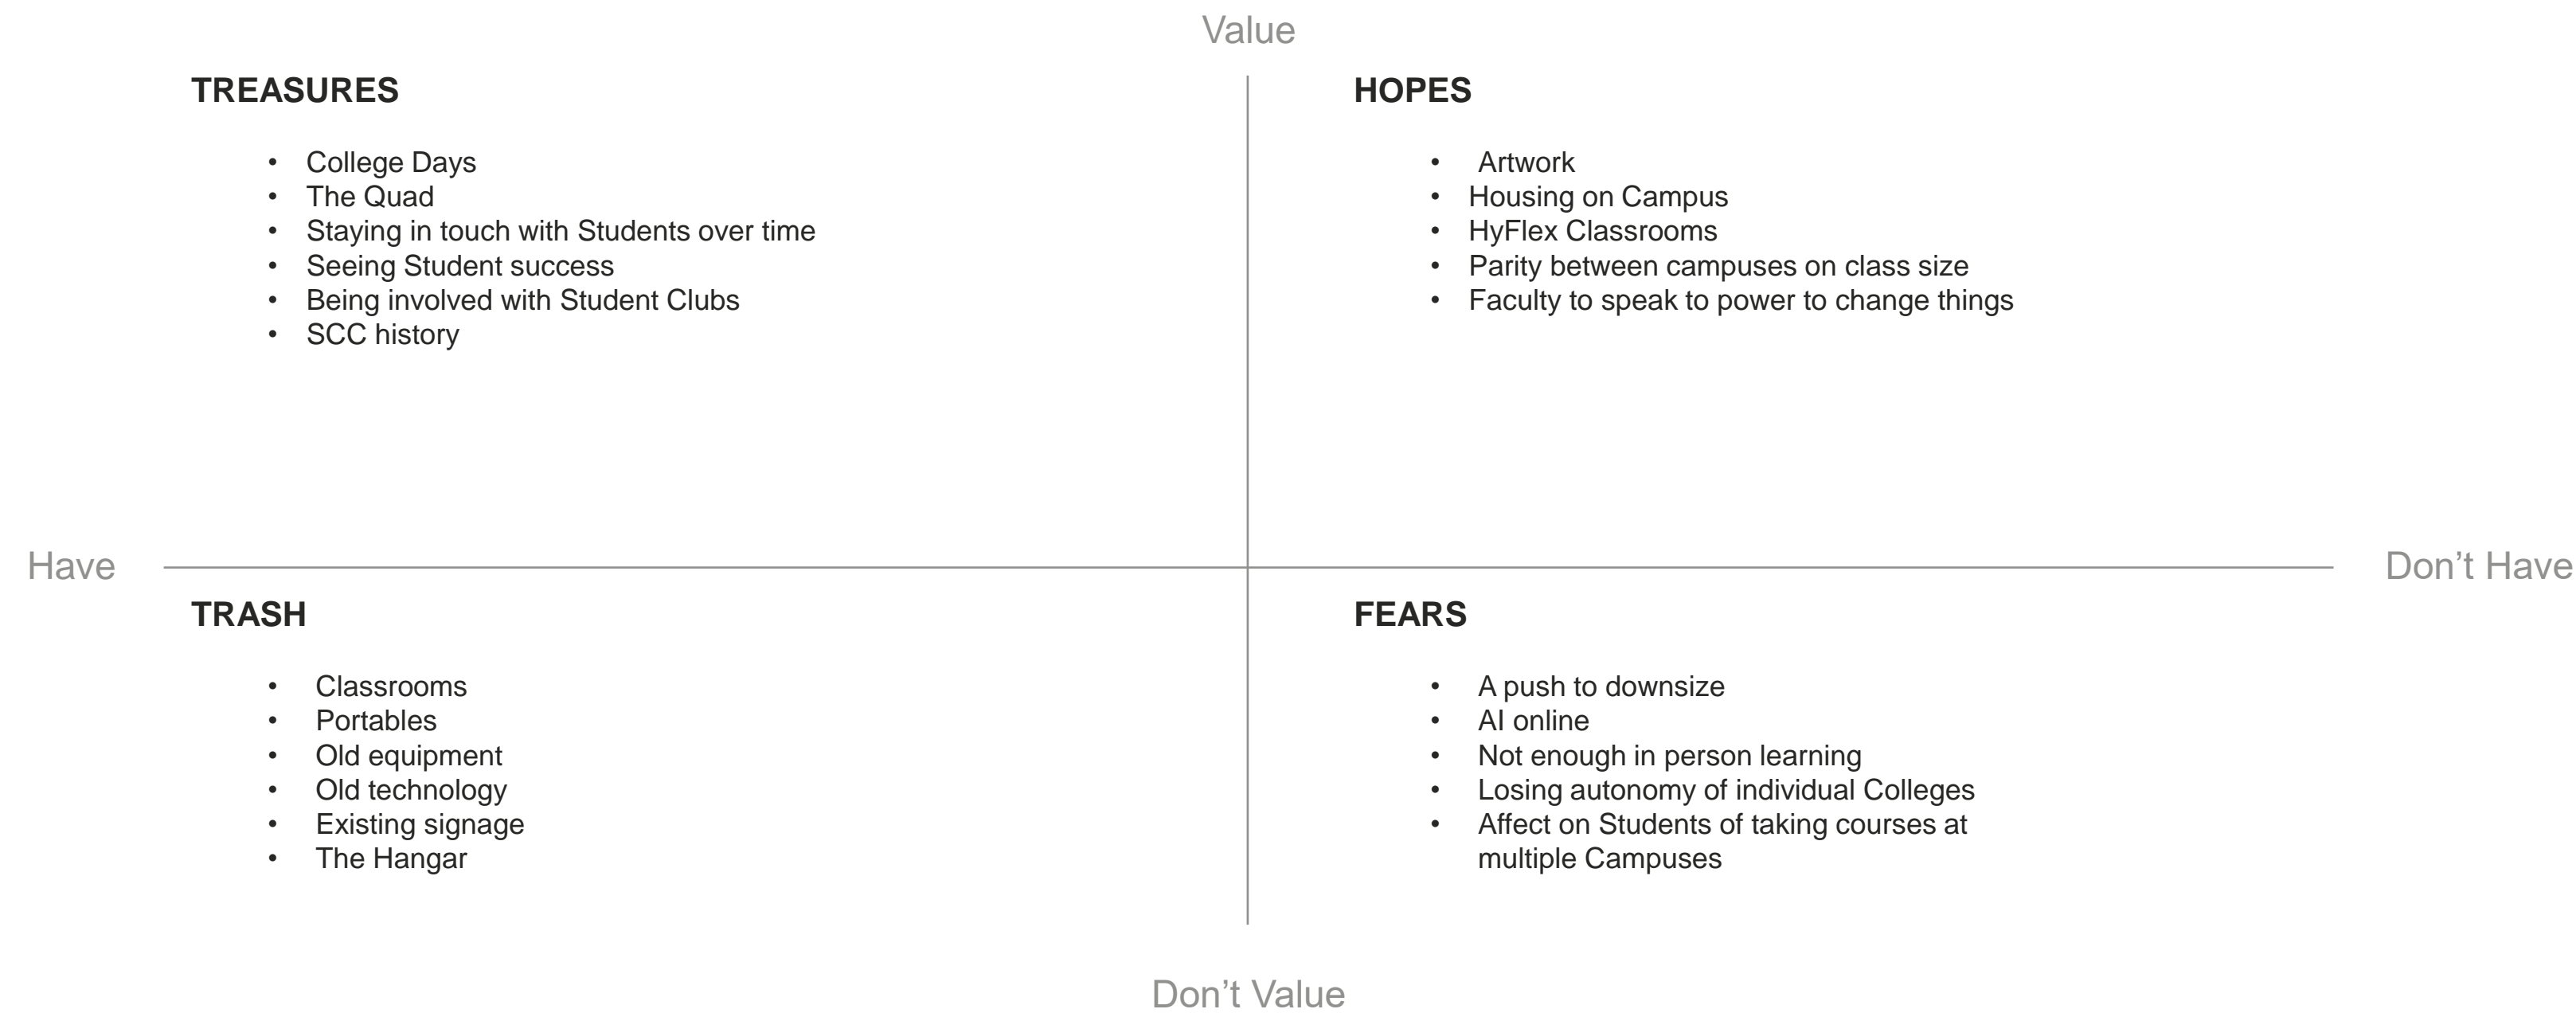 Value
TREASURES
• College Days
• The Quad
• Staying in touch with Students over time
• Seeing Student success
• Being involved with Student Clubs
• SCC history
HOPES
• Artwork
• Housing on Campus
• HyFlex Classrooms
• Parity between campuses on class size
• Faculty to speak to power to change things
Have
Don’t Have
TRASH
• Classrooms
• Portables
• Old equipment
• Old technology
• Existing signage
• The Hangar
FEARS
• A push to downsize
• AI online
• Not enough in person learning
• Losing autonomy of individual Colleges
• Affect on Students of taking courses at
multiple Campuses
Don’t Value